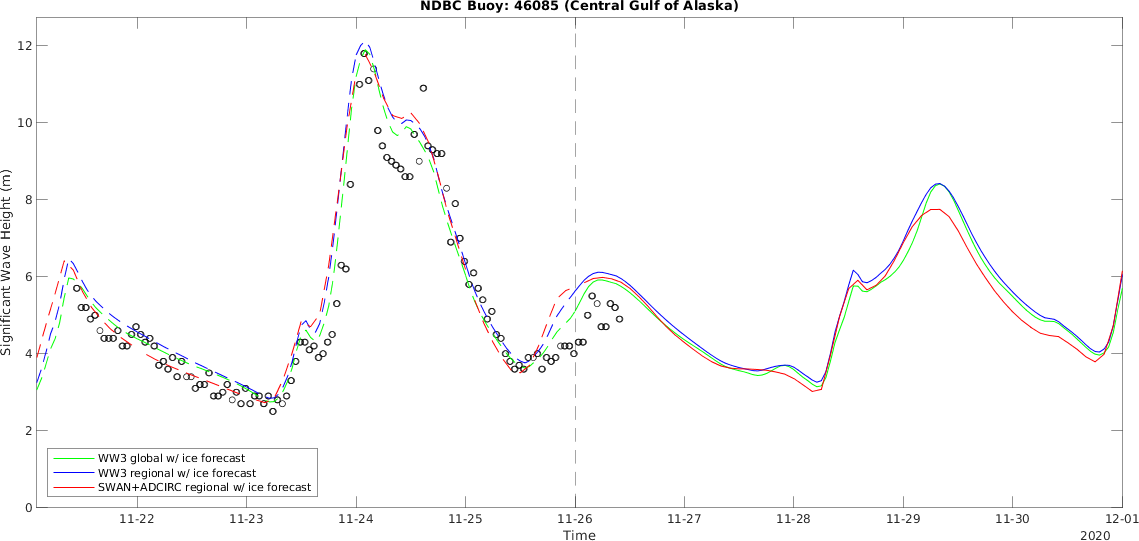 NDBC Buoy: 46085 (Central Gulf of Alaska)
12
10
8
6
4
2
0
Significant Wave Height (m)
WW3 global w/ ice forecast
WW3 regional w/ ice forecast
SWAN+ADCIRC regional w/ ice forecast
11-22 11-23 11-24 11-25 11-26 11-27 11-28 11-29 11-30 12-01
Time
2020